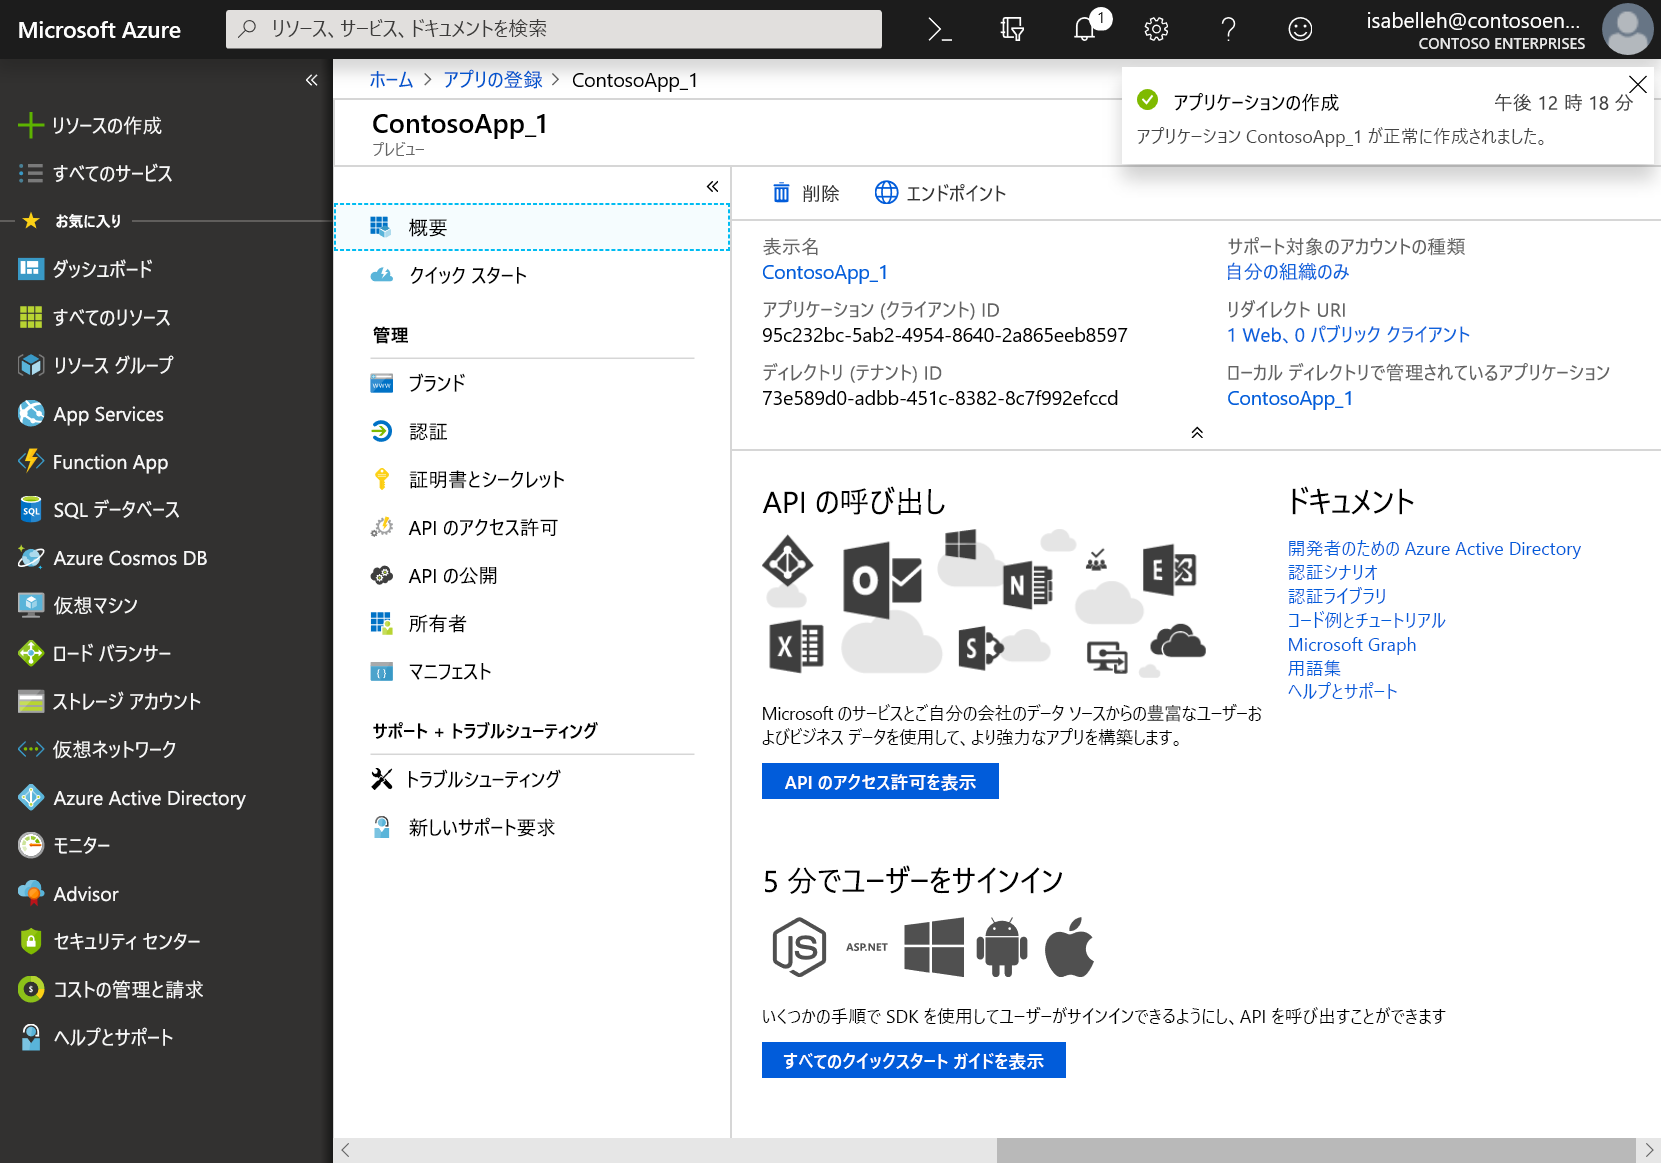 Microsoft Azure
リソース、サービス、ドキュメントを検索
1
isabelleh@contosoen...
CONTOSO ENTERPRISES
リソースの作成
すべてのサービス
お気に入り
ダッシュボード
すべてのリソース
リソース グループ
App Services
Function App
SQL データベース
Azure Cosmos DB
仮想マシン
ロード バランサー
ストレージ アカウント
仮想ネットワーク
Azure Active Directory
モニター
Advisor
セキュリティ センター
コストの管理と請求
ヘルプとサポート
ホーム > アプリの登録 > ContosoApp_1
ContosoApp_1
プレビュー
アプリケーションの作成
午後 12 時 18 分
アプリケーション ContosoApp_1 が正常に作成されました。
概要
クイック スタート
管理
ブランド
認証
証明書とシークレット
API のアクセス許可
API の公開
所有者
マニフェスト
サポート + トラブルシューティング
トラブルシューティング
新しいサポート要求
削除
エンドポイント
表示名
ContosoApp_1
アプリケーション (クライアント) ID
95c232bc-5ab2-4954-8640-2a865eeb8597
ディレクトリ (テナント) ID
73e589d0-adbb-451c-8382-8c7f992efccd
サポート対象のアカウントの種類
自分の組織のみ
リダイレクト URI
1 Web、0 パブリック クライアント
ローカル ディレクトリで管理されているアプリケーション
ContosoApp_1
API の呼び出し
Microsoft のサービスとご自分の会社のデータ ソースからの豊富なユーザーお
よびビジネス データを使用して、より強力なアプリを構築します。
API のアクセス許可を表示
ドキュメント
開発者のための Azure Active Directory
認証シナリオ
認証ライブラリ
コード例とチュートリアル
Microsoft Graph
用語集
ヘルプとサポート
5 分でユーザーをサインイン
ASP.NET
いくつかの手順で SDK を使用してユーザーがサインインできるようにし、API を呼び出すことができます
すべてのクイックスタート ガイドを表示